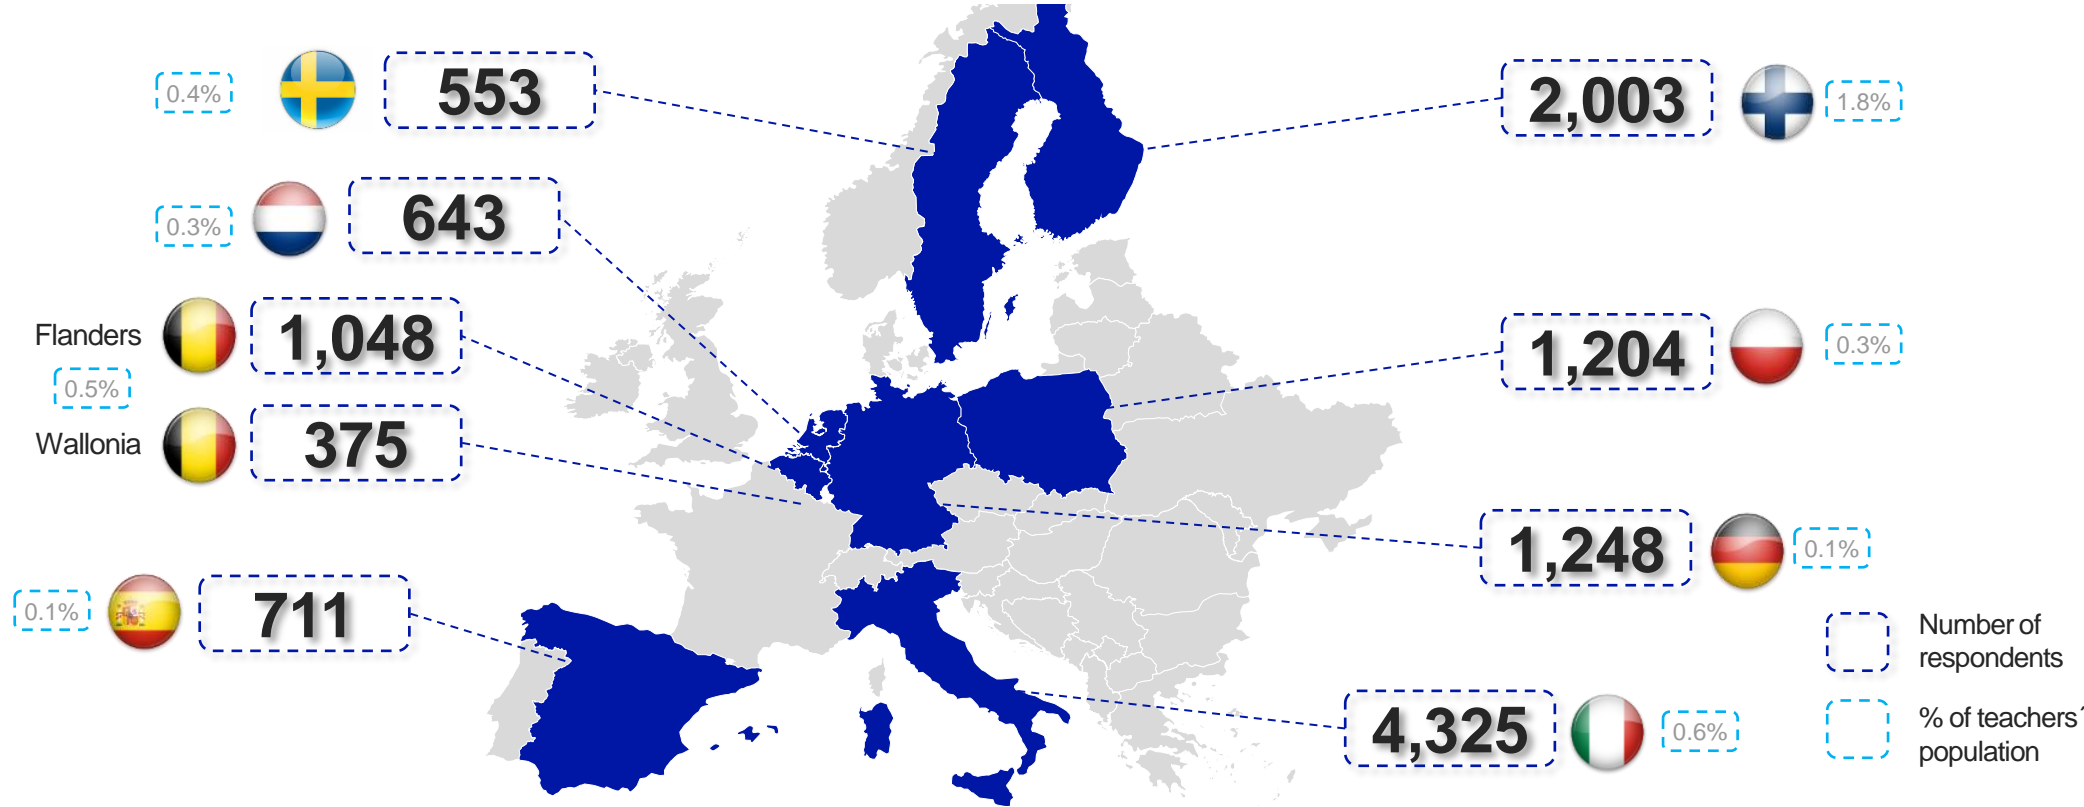 0.4%
553
2,003
1.8%
0.3%
643
Flanders
1,048
0.5%
Wallonia
375
1,204
0.3%
1,248
0.1%
0.1%
711
4,325
0.6%
Number of
respondents
% of teachers´
population